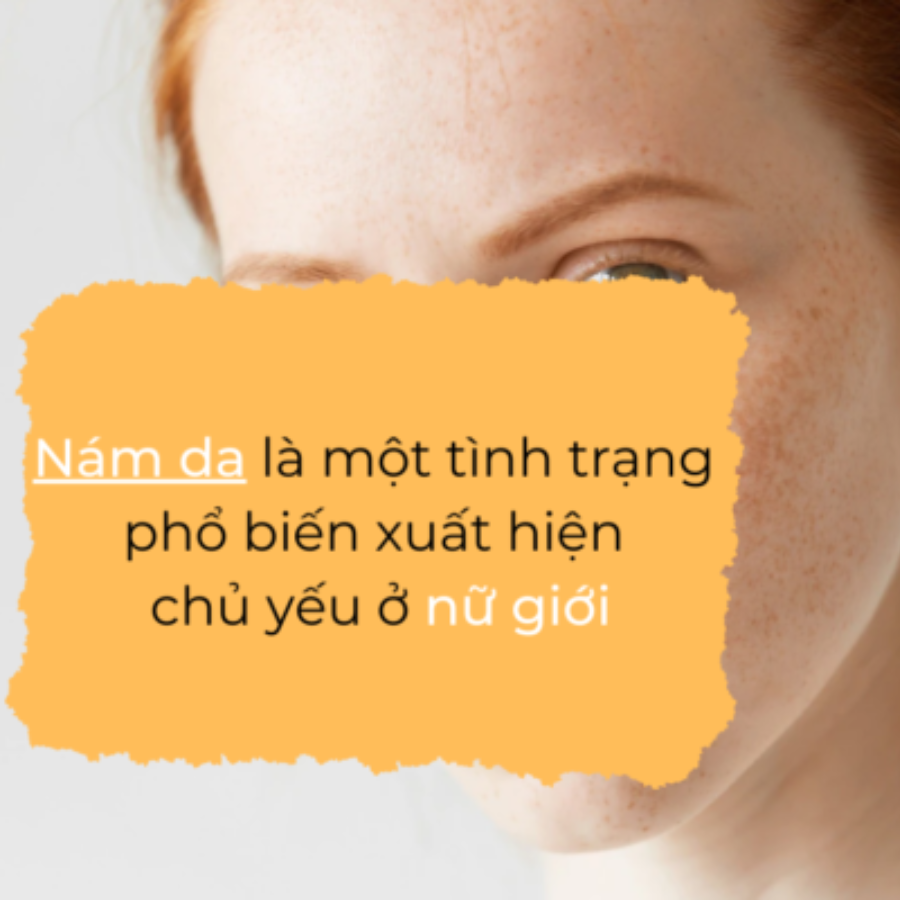 Nám da là một tình trạng
phổ biến xuất hiện
chủ yếu ở nữ giới